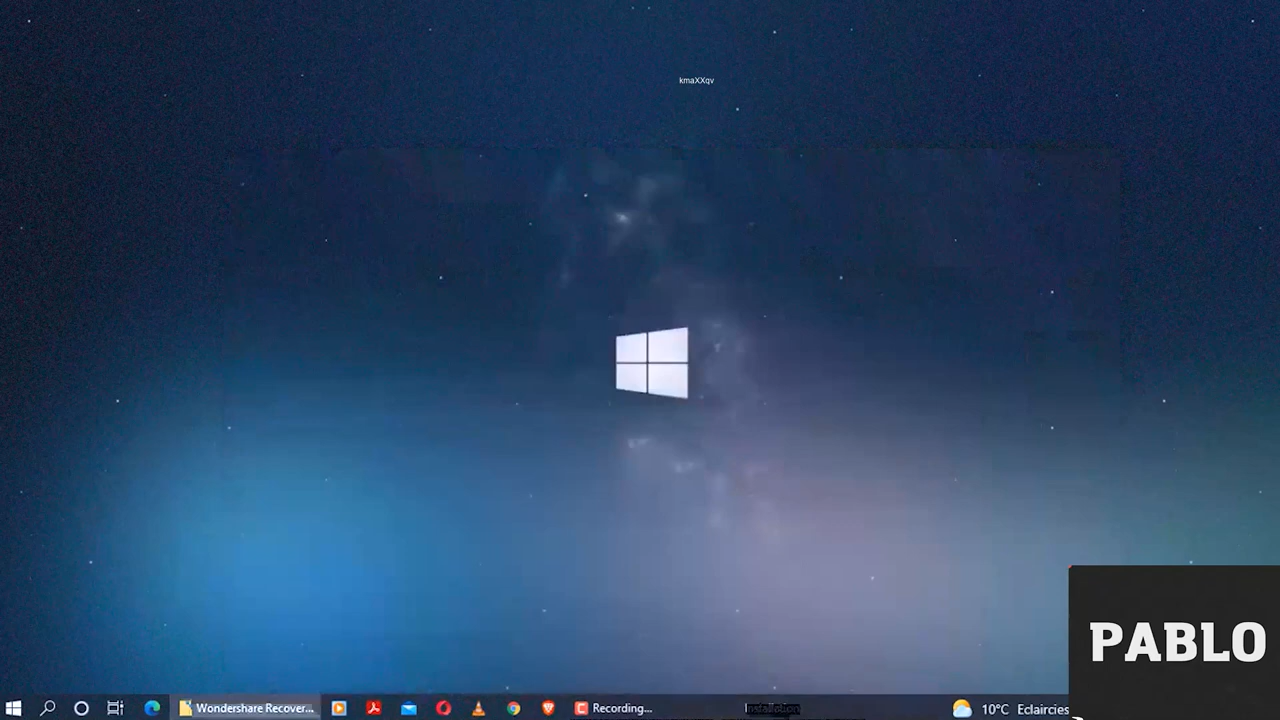 kmaXXqv
PABLO
Wondershare Recover...
Recording...
10°C Eclaircies